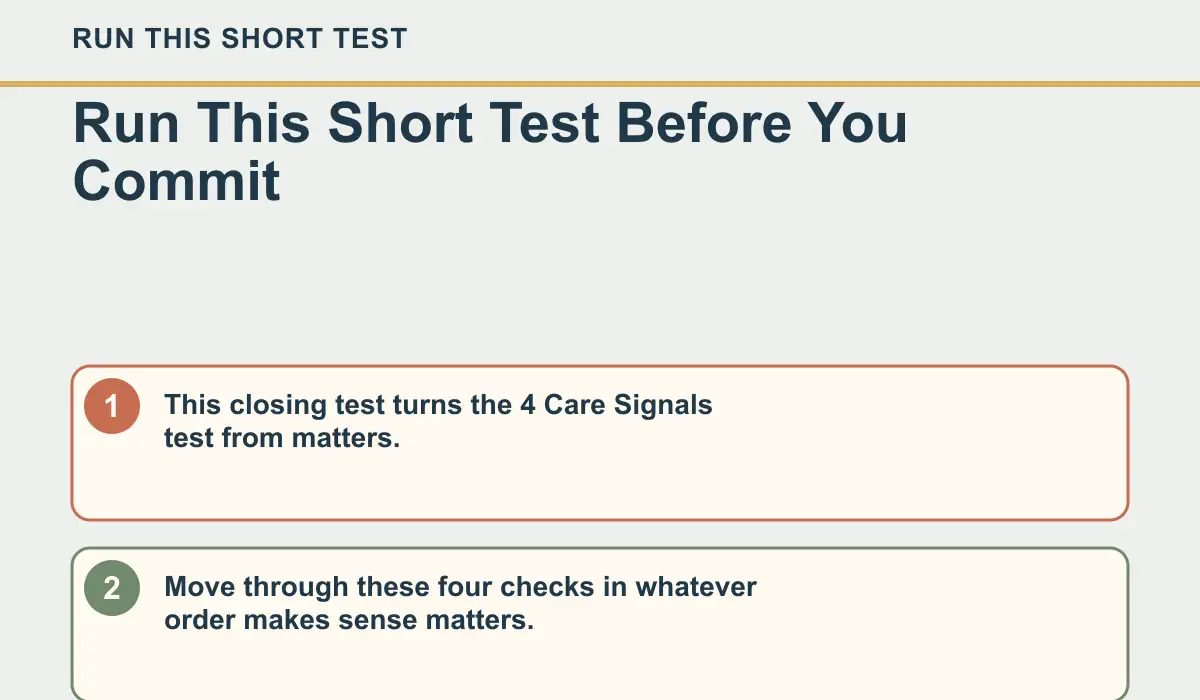 RUN THIS SHORT TEST
Run This Short Test Before You
Commit
1
This closing test turns the 4 Care Signals
test from matters.
2
Move through these four checks in whatever
order makes sense matters.